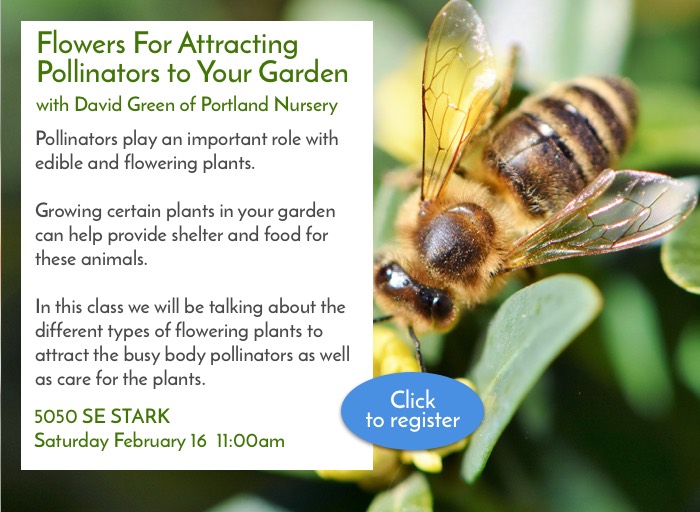 Flowers For Attracting
Pollinators to Your Garden
with David Green of Portland Nursery
Pollinators play an important role with
edible and flowering plants.
Growing certain plants in your garden
can help provide shelter and food for
these animals.
In this class we will be talking about the
different types of flowering plants to
attract the busy body pollinators as well
as care for the plants.
5050 SE STARK
Saturday February 16 11:00am
Click
to register